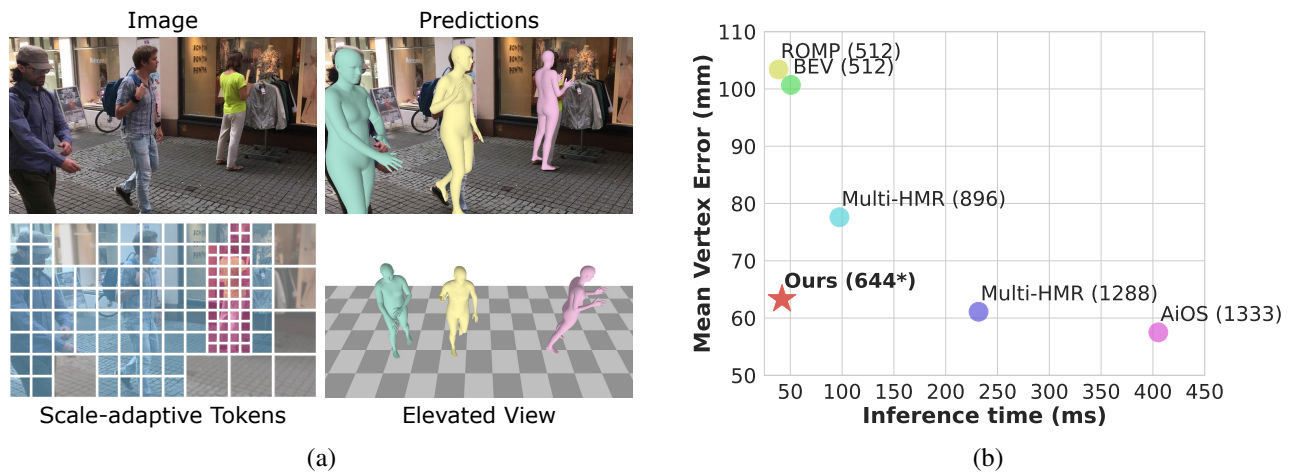 Image
Predictions
Scale-adaptive Tokens
Elevated View
(a)
Mean Vertex Error (mm)
110
100
90
80
70
60
50
ROMP (512)
BEV (512)
Multi-HMR (896)
Ours (644*)
Multi-HMR (1288)
AiOS (1333)
50 100 150 200 250 300 350 400 450
Inference time (ms)
(b)